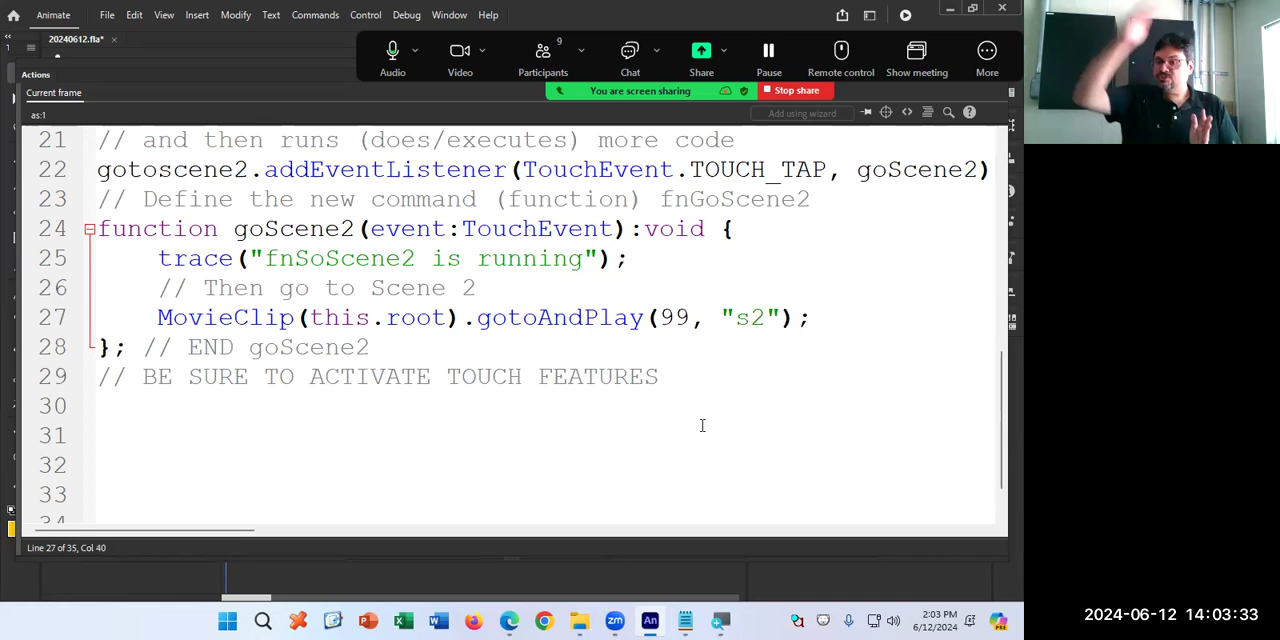 Animate File Edit View Insert Modify Text Commands Control Debug Window Help
20240612.fla* ×
9
Audio Video Participants Chat Share Pause Remote control Show meeting More
You are screen sharing Stop share
Actions
Current frame
as:1
Add using wizard
21 // and then runs (does/executes) more code
22 gotoscene2.addEventListener(TouchEvent.TOUCH_TAP, goScene2)
23 // Define the new command (function) fnGoScene2
24 function goScene2(event:TouchEvent):void {
25 trace("fnSoScene2 is running");
26 // Then go to Scene 2
27 MovieClip(this.root).gotoAndPlay(99, "s2");
28 }; // END goScene2
29 // BE SURE TO ACTIVATE TOUCH FEATURES
30
31
32
33
34
Line 27 of 35, Col 40
2:03 PM
6/12/2024
2024-06-12 14:03:33